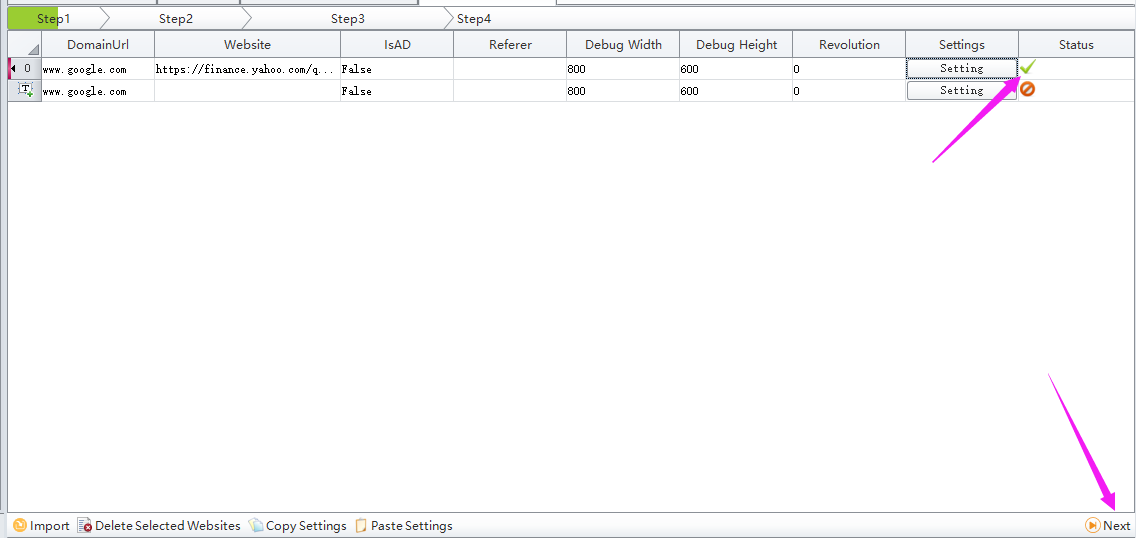 Step1 Step2 Step3 Step4
DomainUrl Website IsAD Referer Debug Width Debug Height Revolution Settings Status
0 www.google.com https://finance.yahoo.com/q... False 800 600 0 Setting
www.google.com False 800 600 0 Setting
Import Delete Selected Websites Copy Settings Paste Settings Next